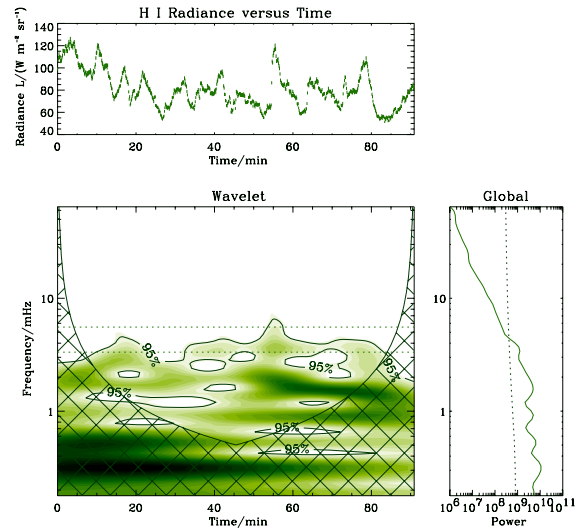 H I Radiance versus Time
Radiance L/(W m⁻² sr⁻¹)
140
120
100
80
60
40
0 20 40 60 80
Time/min
Wavelet
Global
Frequency/mHz
10
1
95%
95%
95%
95%
95%
95%
95%
10
1
0 20 40 60 80
Time/min
10⁶ 10⁷ 10⁸ 10⁹ 10¹⁰ 10¹¹
Power